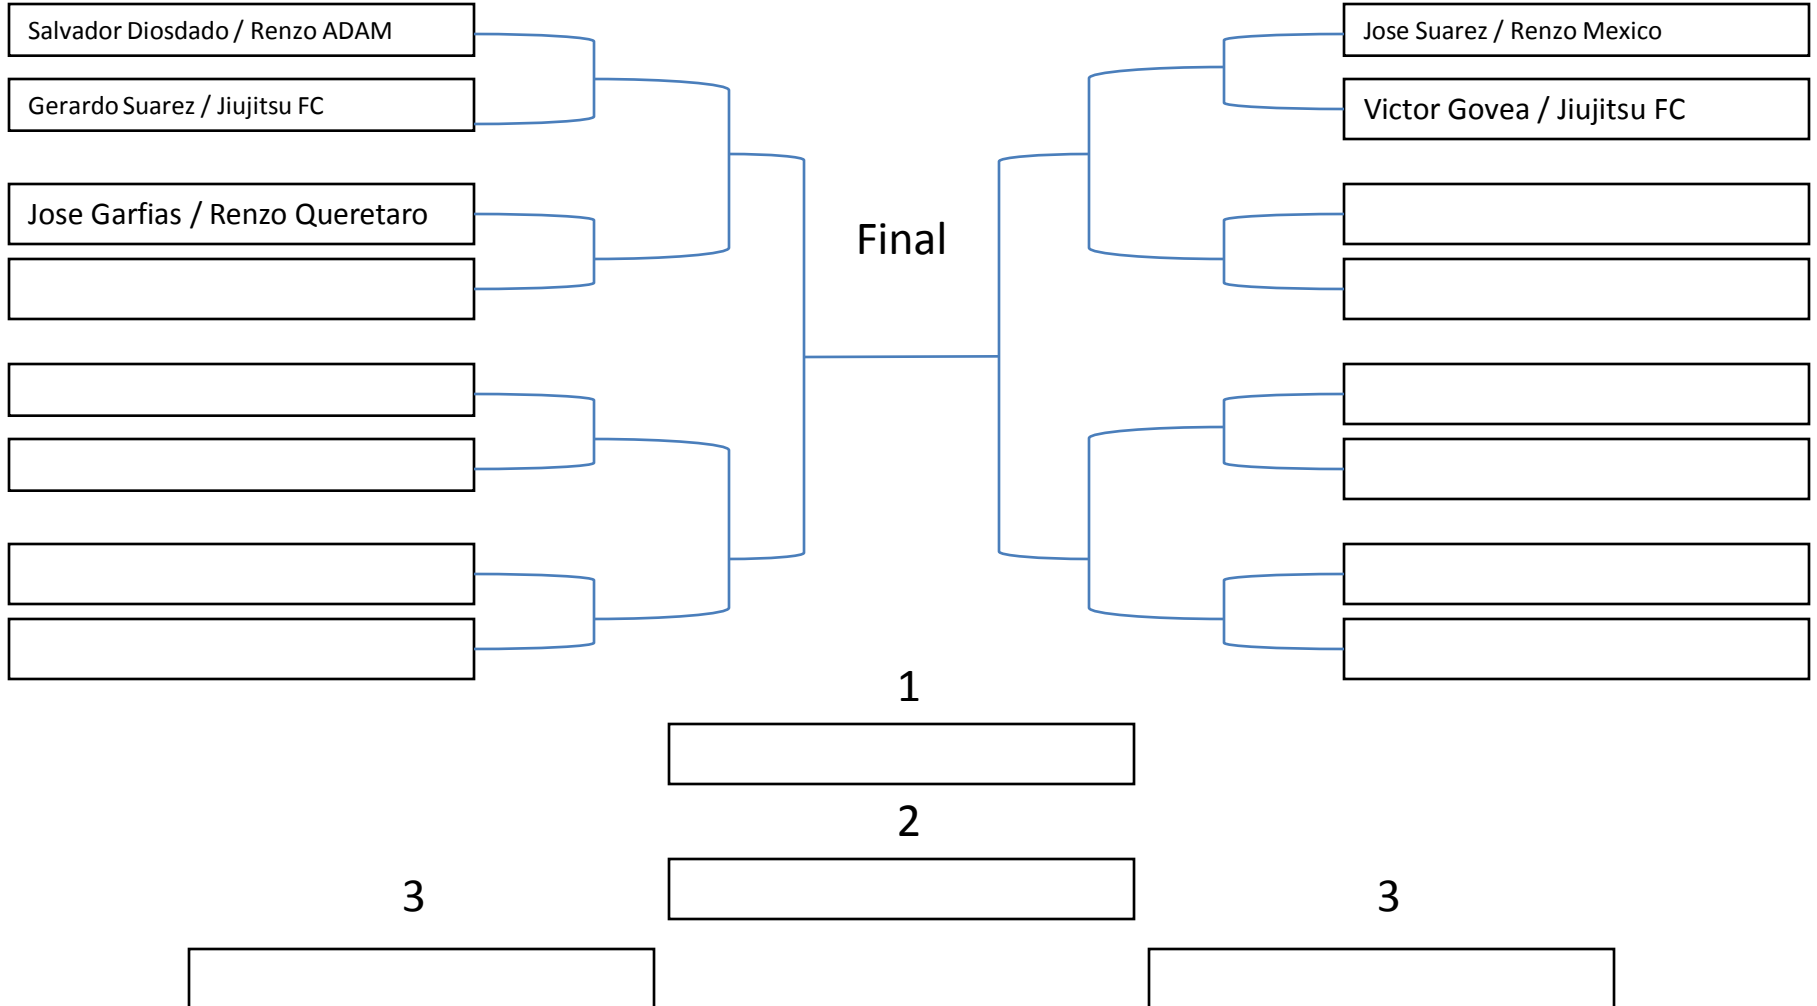 Salvador Diosdado / Renzo ADAM
Gerardo Suarez / Jiujitsu FC
Jose Garfias / Renzo Queretaro
Final
Jose Suarez / Renzo Mexico
Victor Govea / Jiujitsu FC
1
2
3
3